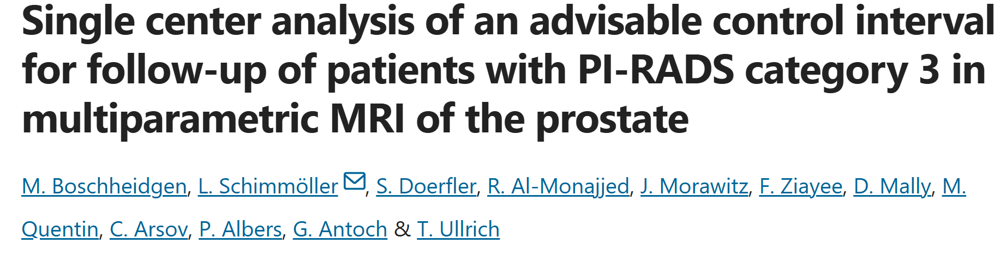 Single center analysis of an advisable control interval
for follow-up of patients with PI-RADS category 3 in
multiparametric MRI of the prostate
M. Boschheidgen, L. Schimmöller, S. Doerfler, R. Al-Monajjed, J. Morawitz, F. Ziayee, D. Mally, M.
Quentin, C. Arsov, P. Albers, G. Antoch & T. Ullrich